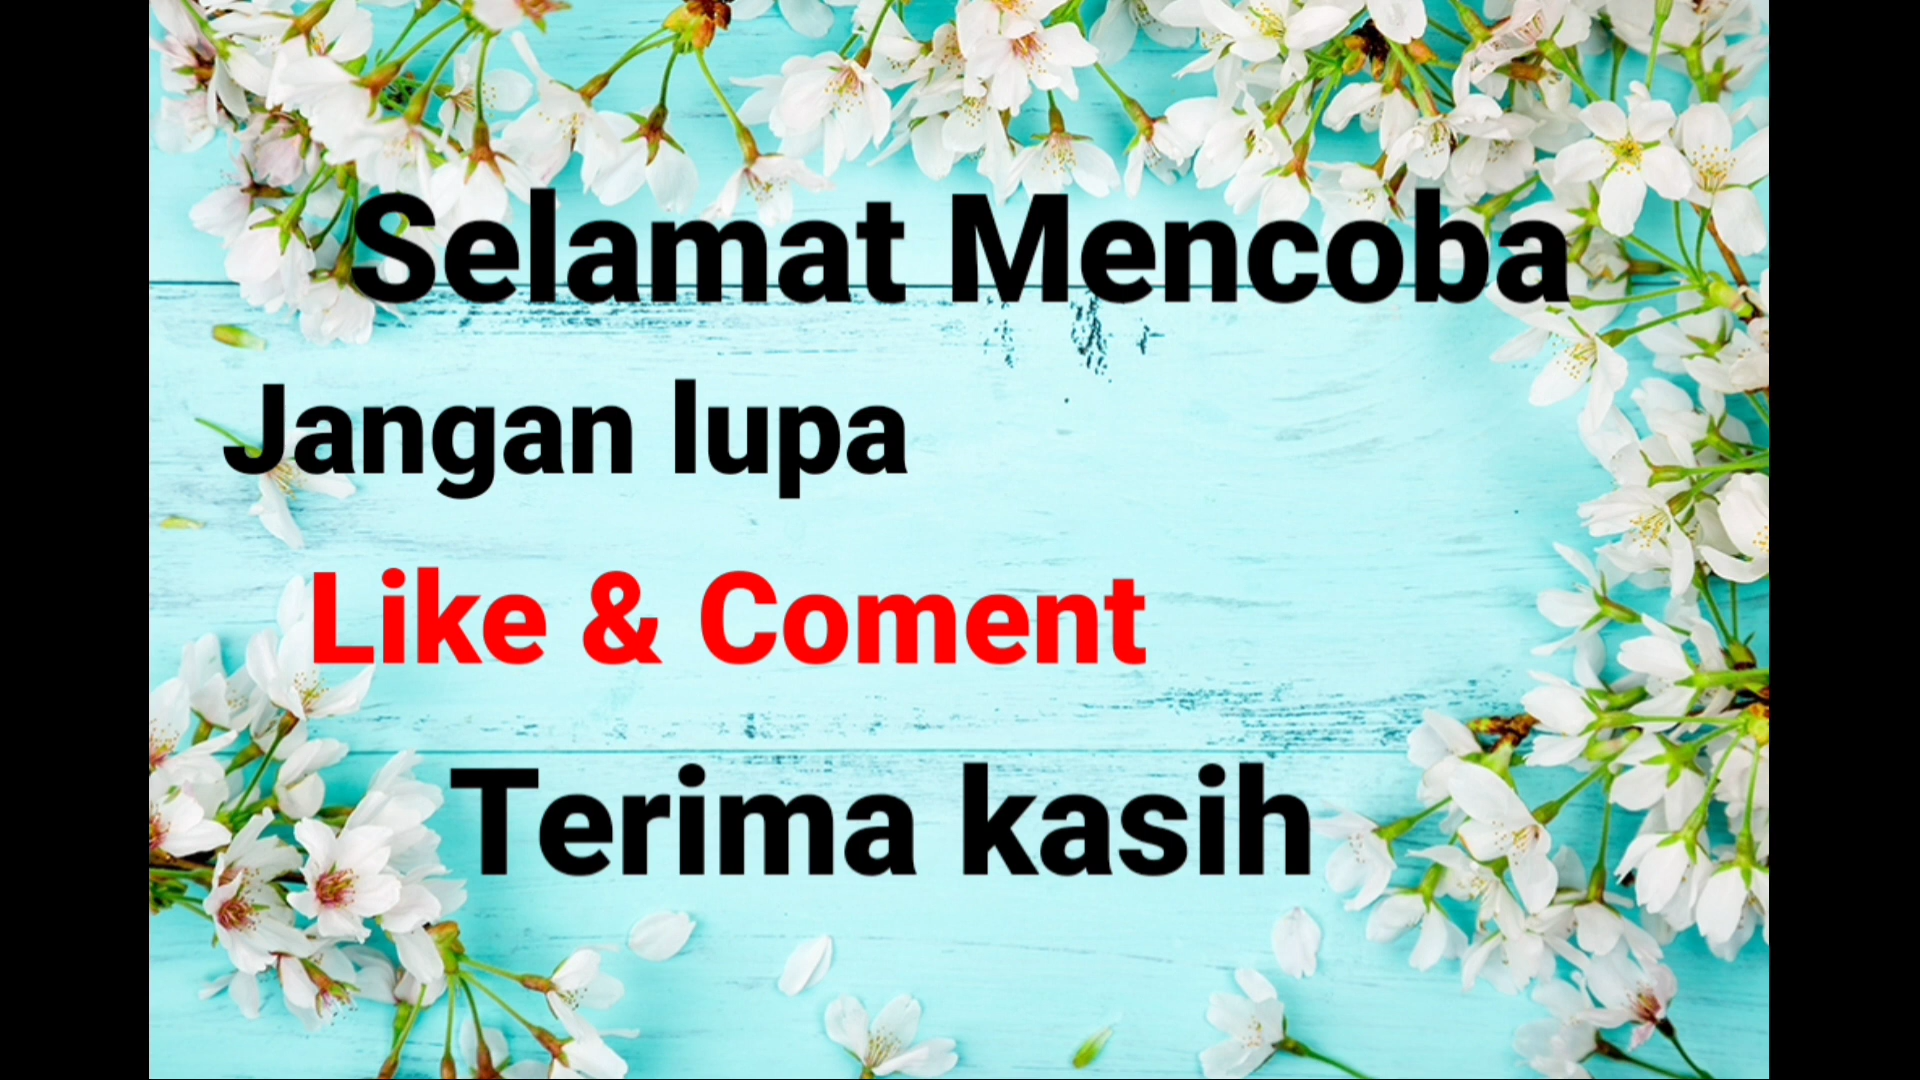 Selamat Mencoba
Jangan lupa
Like & Coment
Terima kasih